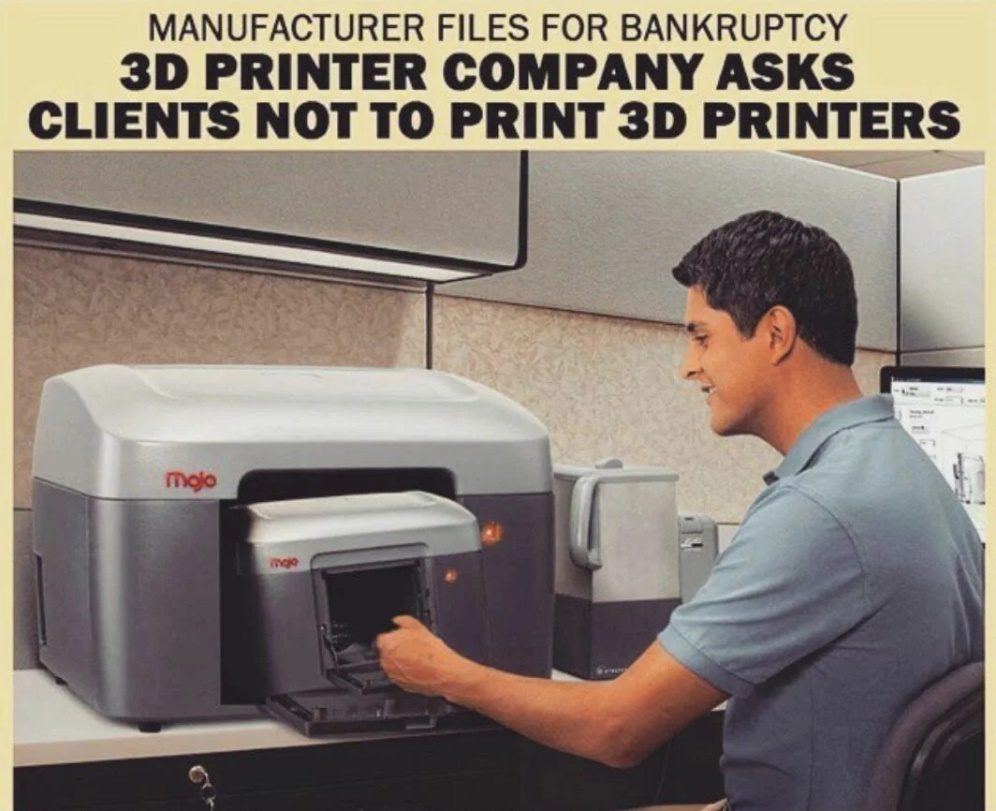 MANUFACTURER FILES FOR BANKRUPTCY
3D PRINTER COMPANY ASKS
CLIENTS NOT TO PRINT 3D PRINTERS
mojo
mojo